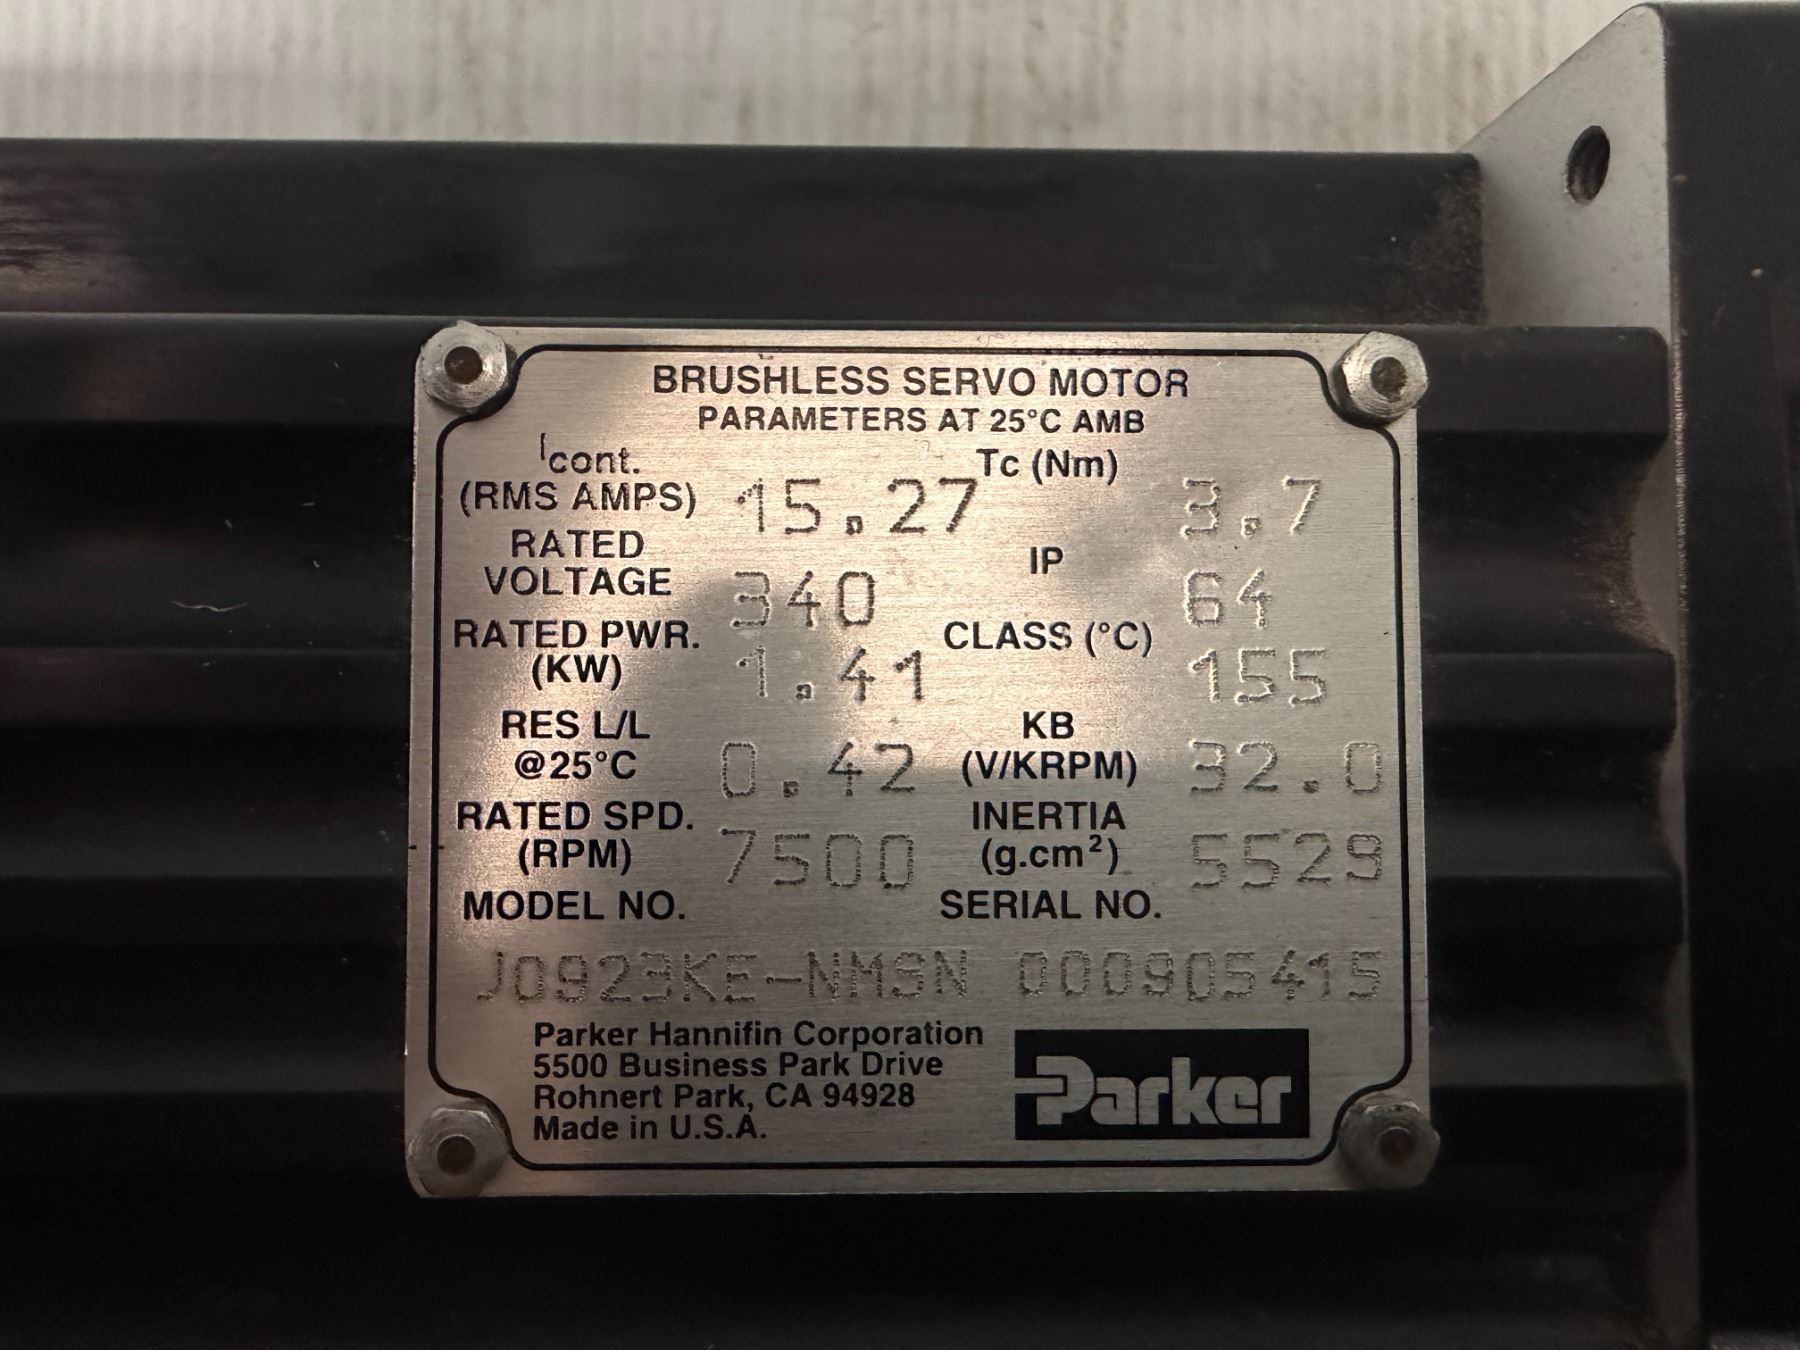 BRUSHLESS SERVO MOTOR
PARAMETERS AT 25°C AMB
Icont. (RMS AMPS) 15.27 Tc (Nm) 3.7
RATED VOLTAGE 340 IP 64
RATED PWR. (KW) 1.41 CLASS (°C) 155
RES L/L @25°C 0.42 KB (V/KRPM) 32.0
RATED SPD. (RPM) 7500 INERTIA (g.cm²) 5529
MODEL NO. SERIAL NO.
J0923KE-NMSN 000905415
Parker Hannifin Corporation
5500 Business Park Drive
Rohnert Park, CA 94928
Made in U.S.A.
Parker